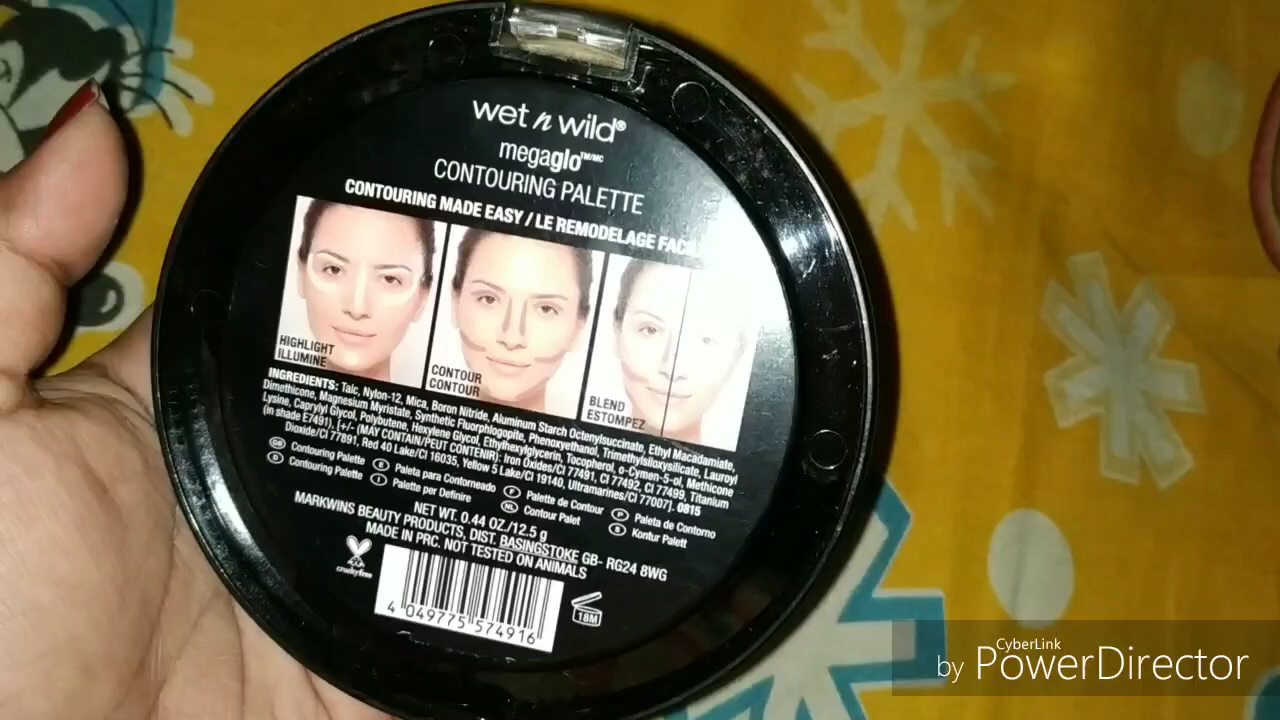 wet n wild®
megaglo™/MC
CONTOURING PALETTE
CONTOURING MADE EASY / LE REMODELAGE
HIGHLIGHT
ILLUMINE
CONTOUR
CONTOUR
BLEND
ESTOMPEZ
INGREDIENTS: Talc, Nylon-12, Mica, Boron Nitride, Aluminum Starch Octenylsuccinate, Ethyl Macadamiate,
Dimethicone, Magnesium Myristate, Synthetic Fluorphlogopite, Phenoxyethanol, Trimethylsiloxysilicate, Lauroyl
Lysine, Caprylyl Glycol, Polybutene, Hexylene Glycol, Ethylhexylglycerin, Tocopherol, o-Cymen-5-ol, Methicone
(in shade E7491), [+/- (MAY CONTAIN/PEUT CONTENIR): Iron Oxides/CI 77491, CI 77492, CI 77499, Titanium
Dioxide/CI 77891, Red 40 Lake/CI 16035, Yellow 5 Lake/CI 19140, Ultramarines/CI 77007]. 0815
GB Contouring Palette E Paleta para Contorneado F Palette de Contour P Paleta de Contorno
D Contouring Palette I Palette per Definire NL Contour Palet S Kontur Palett
NET WT. 0.44 OZ./12.5 g
MARKWINS BEAUTY PRODUCTS, DIST. BASINGSTOKE GB- RG24 8WG
MADE IN PRC. NOT TESTED ON ANIMALS
crueltyfree
4 049775 574916
18M
CyberLink
by PowerDirector